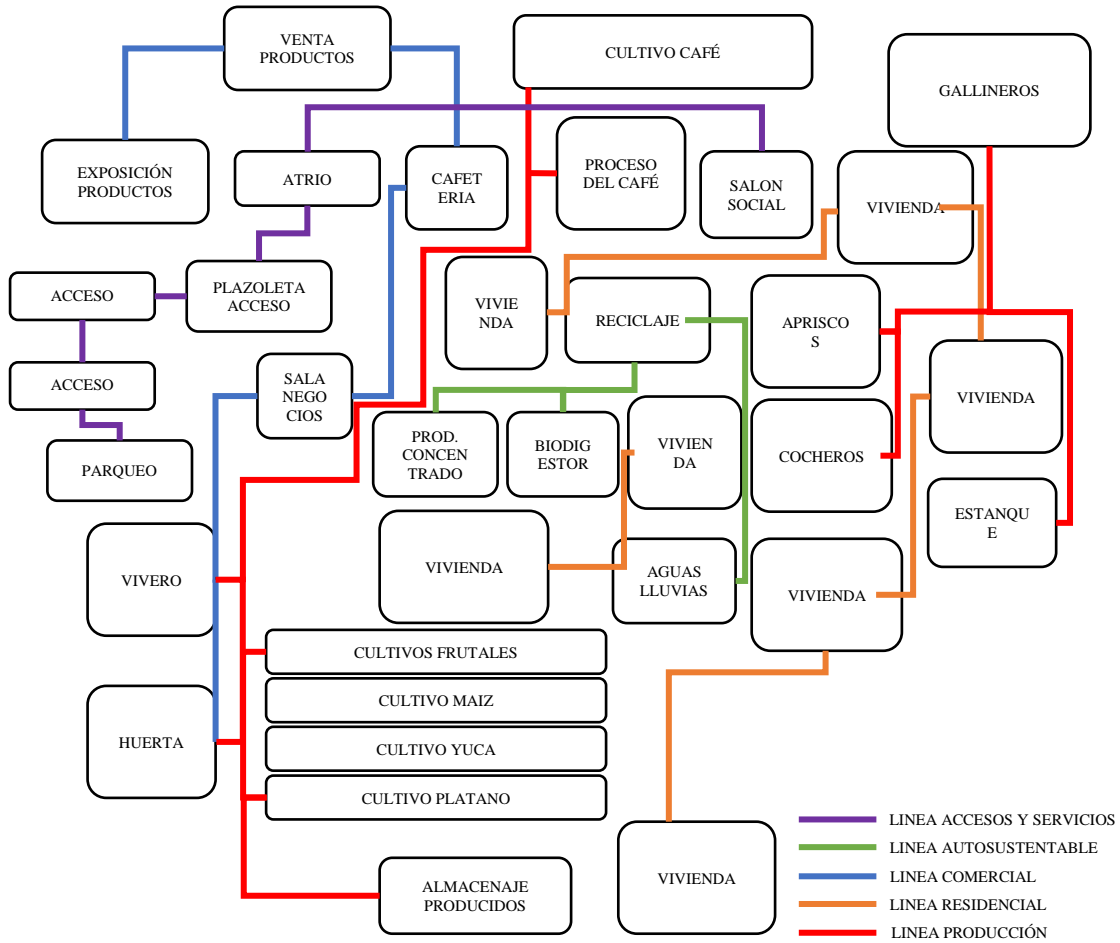 VENTA
PRODUCTOS
CULTIVO CAFÉ
GALLINEROS
EXPOSICIÓN
PRODUCTOS
ATRIO
CAFET
ERIA
PROCESO
DEL CAFÉ
SALON
SOCIAL
VIVIENDA
ACCESO
PLAZOLETA
ACCESO
VIVIE
NDA
RECICLAJE
APRISCO
S
ACCESO
SALA
NEGO
CIOS
VIVIENDA
PARQUEO
PROD.
CONCEN
TRADO
BIODIG
ESTOR
VIVIEN
DA
COCHEROS
ESTANQU
E
VIVERO
VIVIENDA
AGUAS
LLUVIAS
VIVIENDA
CULTIVOS FRUTALES
CULTIVO MAIZ
HUERTA
CULTIVO YUCA
CULTIVO PLATANO
ALMACENAJE
PRODUCIDOS
VIVIENDA
LINEA ACCESOS Y SERVICIOS
LINEA AUTOSUSTENTABLE
LINEA COMERCIAL
LINEA RESIDENCIAL
LINEA PRODUCCIÓN